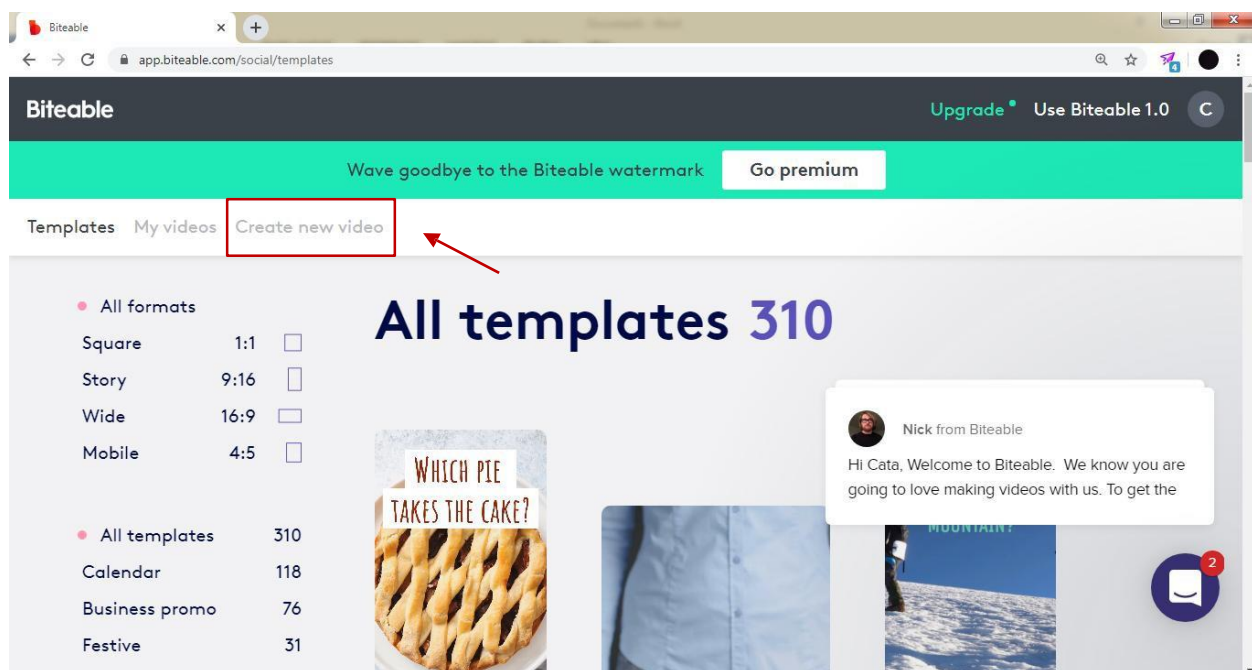 Biteable
app.biteable.com/social/templates
4
Biteable
Upgrade Use Biteable 1.0 C
Wave goodbye to the Biteable watermark Go premium
Templates My videos Create new video
All formats
Square 1:1
Story 9:16
Wide 16:9
Mobile 4:5
All templates 310
Calendar 118
Business promo 76
Festive 31
All templates 310
WHICH PIE
TAKES THE CAKE?
Nick from Biteable
Hi Cata, Welcome to Biteable. We know you are
going to love making videos with us. To get the
MOUNTAIN?
2